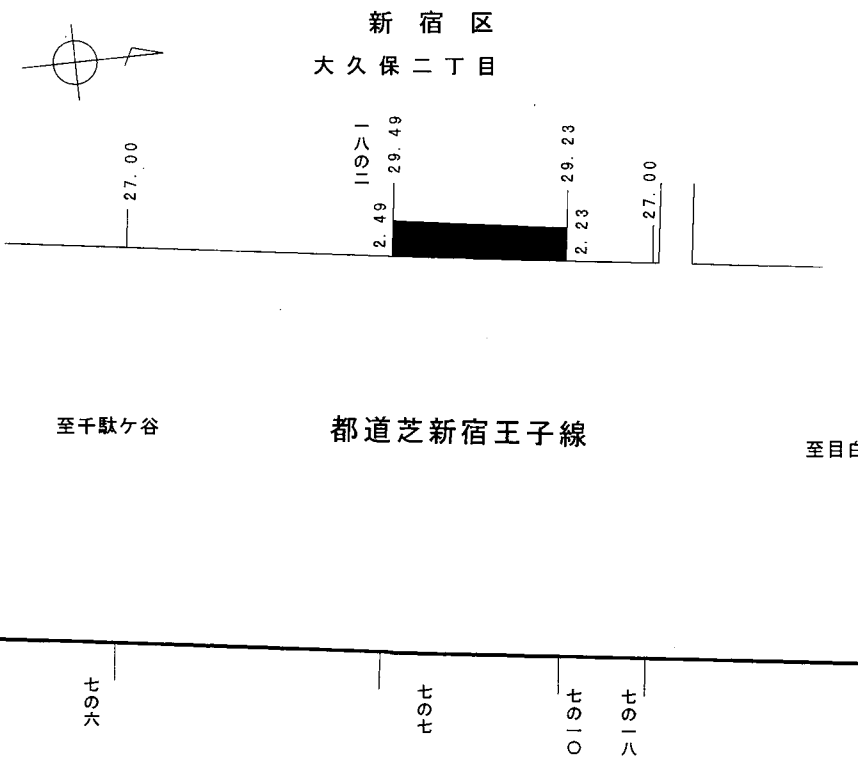 新宿区
大久保二丁目
27.00
一八の二
29.49
2.49
29.23
2.23
27.00
至千駄ケ谷
都道芝新宿王子線
至目白
七の六
七の七
七の一〇
七の一八